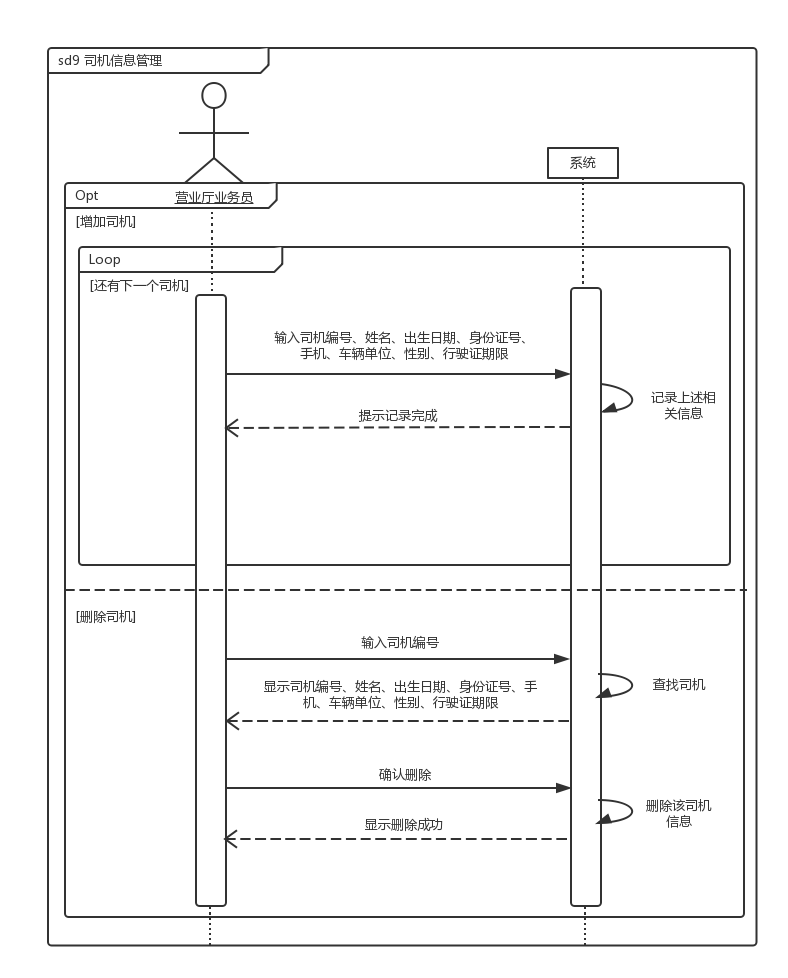 sd9 司机信息管理
系统
Opt
营业厅业务员
[增加司机]
Loop
[还有下一个司机]
输入司机编号、姓名、出生日期、身份证号、
手机、车辆单位、性别、行驶证期限
记录上述相
关信息
提示记录完成
[删除司机]
输入司机编号
查找司机
显示司机编号、姓名、出生日期、身份证号、手
机、车辆单位、性别、行驶证期限
确认删除
删除该司机
信息
显示删除成功